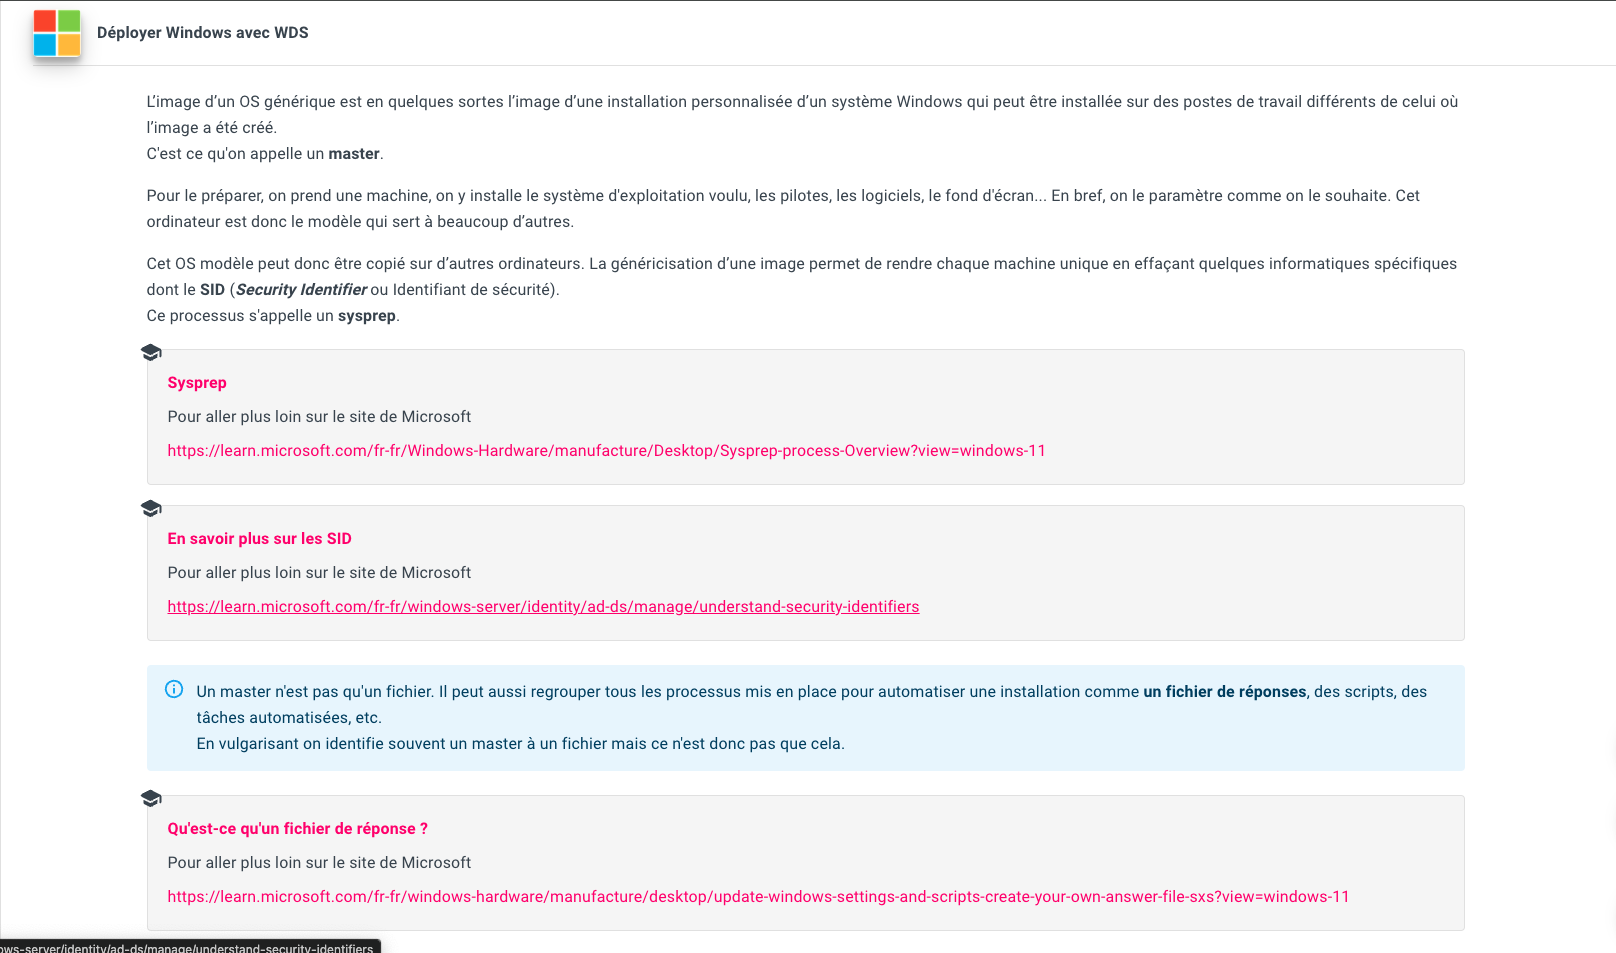 Déployer Windows avec WDS
L’image d’un OS générique est en quelques sortes l’image d’une installation personnalisée d’un système Windows qui peut être installée sur des postes de travail différents de celui où
l’image a été créé.
C'est ce qu'on appelle un master.
Pour le préparer, on prend une machine, on y installe le système d'exploitation voulu, les pilotes, les logiciels, le fond d'écran... En bref, on le paramètre comme on le souhaite. Cet
ordinateur est donc le modèle qui sert à beaucoup d’autres.
Cet OS modèle peut donc être copié sur d’autres ordinateurs. La généricisation d’une image permet de rendre chaque machine unique en effaçant quelques informatiques spécifiques
dont le SID (Security Identifier ou Identifiant de sécurité).
Ce processus s'appelle un sysprep.
Sysprep
Pour aller plus loin sur le site de Microsoft
https://learn.microsoft.com/fr-fr/Windows-Hardware/manufacture/Desktop/Sysprep-process-Overview?view=windows-11
En savoir plus sur les SID
Pour aller plus loin sur le site de Microsoft
https://learn.microsoft.com/fr-fr/windows-server/identity/ad-ds/manage/understand-security-identifiers
Un master n'est pas qu'un fichier. Il peut aussi regrouper tous les processus mis en place pour automatiser une installation comme un fichier de réponses, des scripts, des
tâches automatisées, etc.
En vulgarisant on identifie souvent un master à un fichier mais ce n'est donc pas que cela.
Qu'est-ce qu'un fichier de réponse ?
Pour aller plus loin sur le site de Microsoft
https://learn.microsoft.com/fr-fr/windows-hardware/manufacture/desktop/update-windows-settings-and-scripts-create-your-own-answer-file-sxs?view=windows-11
ows-server/identity/ad-ds/manage/understand-security-identifiers